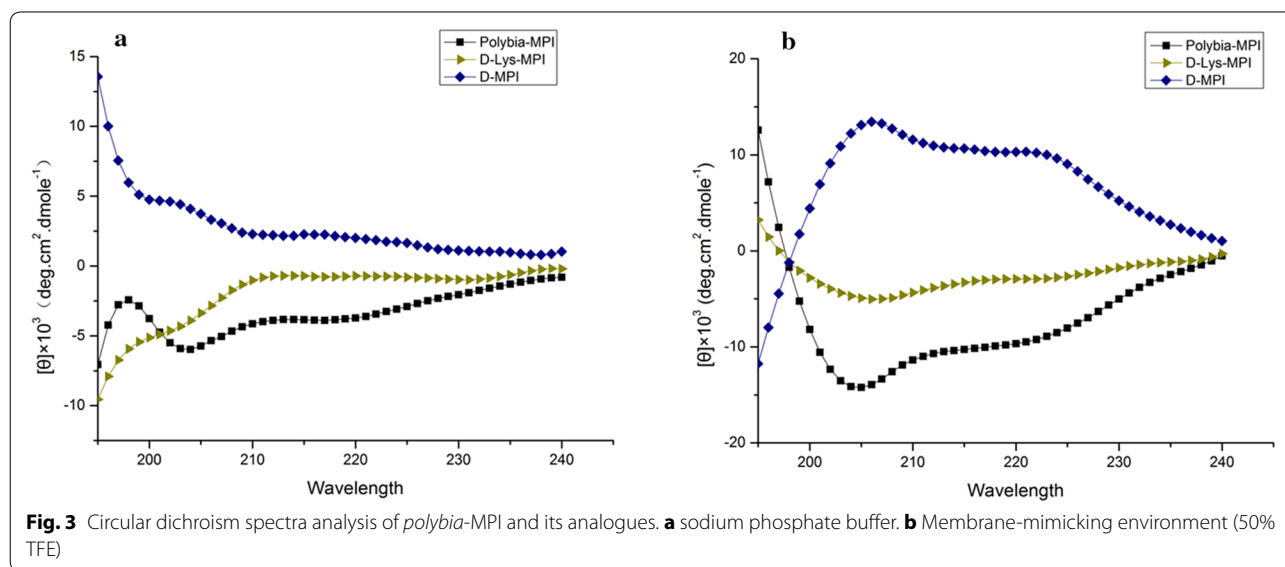 a
Polybia-MPI
D-Lys-MPI
D-MPI
15
10
5
0
-5
-10
[θ]×10³ (deg.cm².dmole⁻¹)
200
210
220
230
240
Wavelength
b
Polybia-MPI
D-Lys-MPI
D-MPI
20
10
0
-10
-20
[θ]×10³ (deg.cm².dmole⁻¹)
200
210
220
230
240
Wavelength
Fig. 3 Circular dichroism spectra analysis of polybia-MPI and its analogues. a sodium phosphate buffer. b Membrane-mimicking environment (50%
TFE)